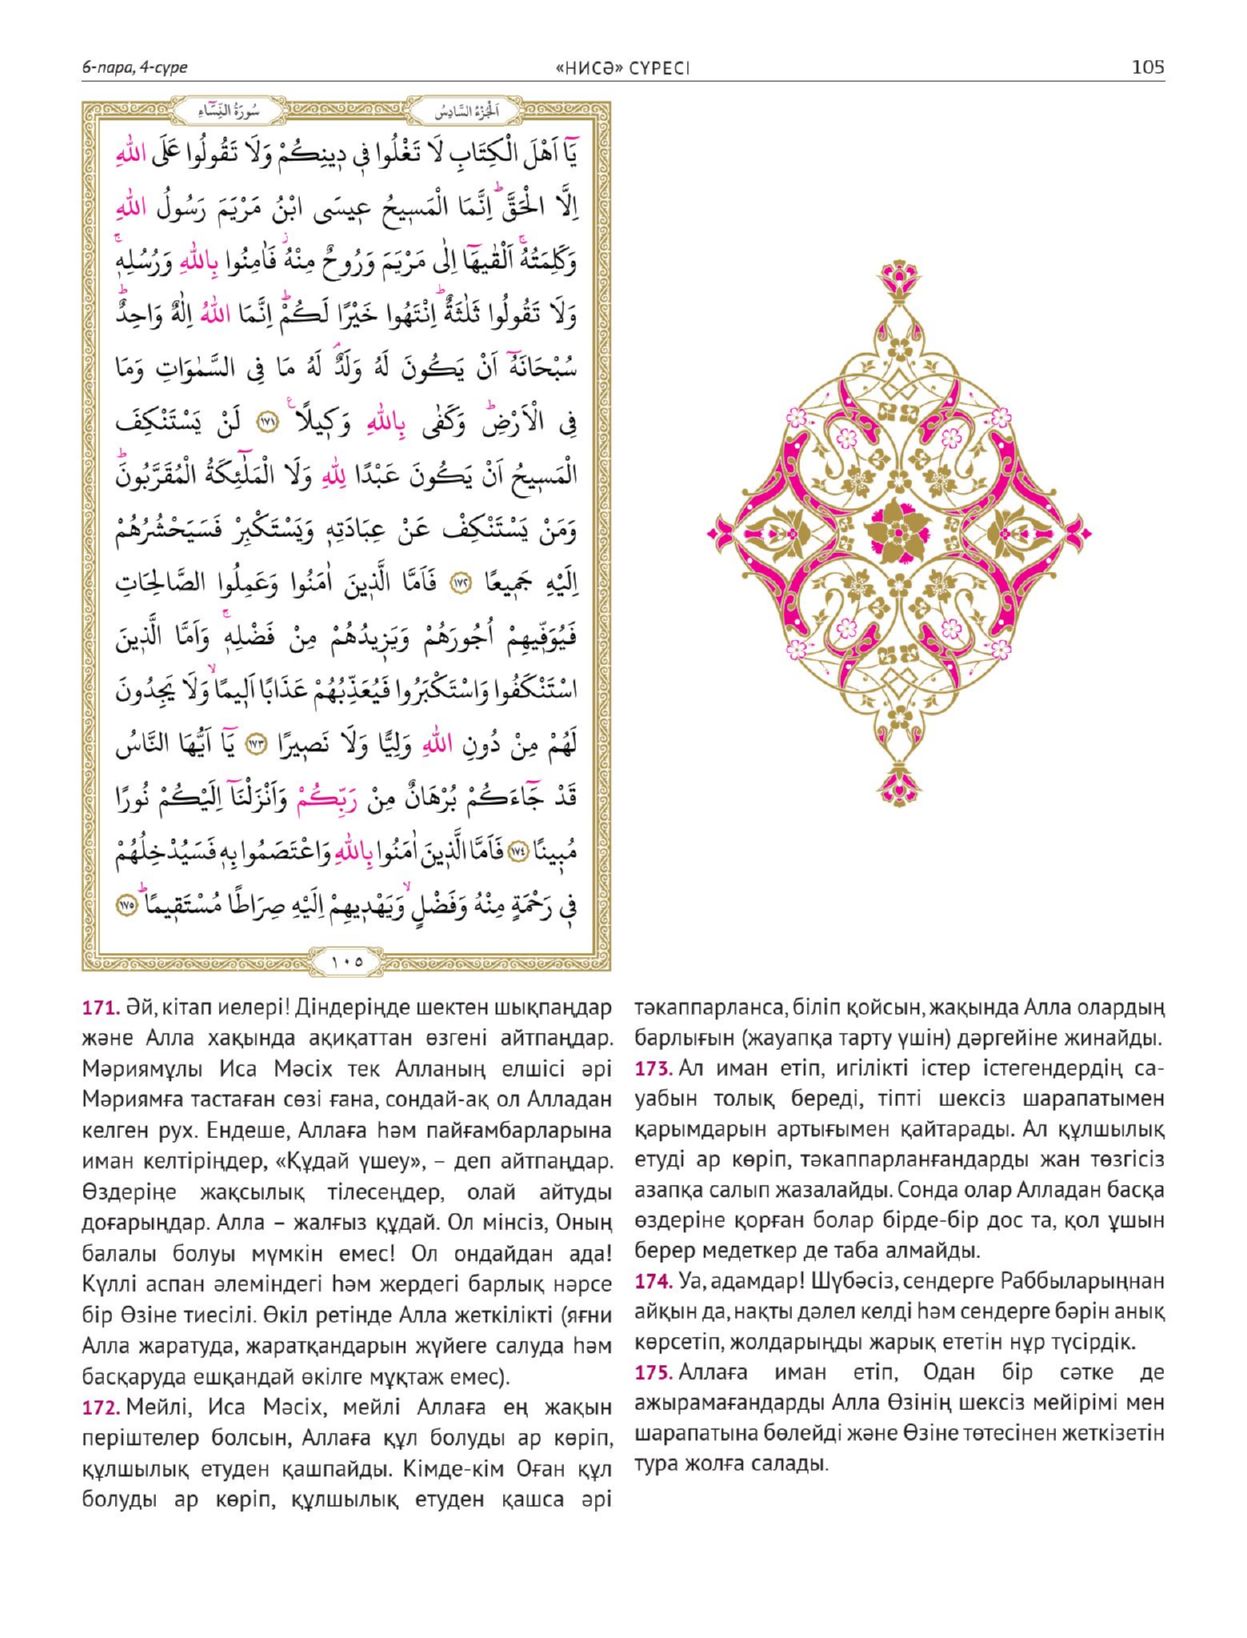 6-пара, 4-сүре
«НИСӘ» СҮРЕСІ
105
اَلْجُزْءُ السَّادِسُ
سُورَةُ النِّسَٓاءِ
يَٓا اَهْلَ الْكِتَابِ لَا تَغْلُوا ف۪ي د۪ينِكُمْ وَلَا تَقُولُوا عَلَى اللّٰهِ
اِلَّا الْحَقَّۜ اِنَّمَا الْمَس۪يحُ ع۪يسَى ابْنُ مَرْيَمَ رَسُولُ اللّٰهِ
وَكَلِمَتُهُۚ اَلْقٰيهَٓا اِلٰى مَرْيَمَ وَرُوحٌ مِنْهُۘ فَاٰمِنُوا بِاللّٰهِ وَرُسُلِه۪ۚ
وَلَا تَقُولُوا ثَلٰثَةٌۜ اِنْتَهُوا خَيْرًا لَكُمْۜ اِنَّمَا اللّٰهُ اِلٰهٌ وَاحِدٌۜ
سُبْحَانَهُٓ اَنْ يَكُونَ لَهُ وَلَدٌۢ لَهُ مَا فِي السَّمٰوَاتِ وَمَا
فِي الْاَرْضِۜ وَكَفٰى بِاللّٰهِ وَك۪يلًا۟ ﴿١٧١﴾ لَنْ يَسْتَنْكِفَ
الْمَس۪يحُ اَنْ يَكُونَ عَبْدًا لِلّٰهِ وَلَا الْمَلٰٓئِكَةُ الْمُقَرَّبُونَۜ
وَمَنْ يَسْتَنْكِفْ عَنْ عِبَادَتِه۪ وَيَسْتَكْبِرْ فَسَيَحْشُرُهُمْ
اِلَيْهِ جَم۪يعًا ﴿١٧٢﴾ فَاَمَّا الَّذ۪ينَ اٰمَنُوا وَعَمِلُوا الصَّالِحَاتِ
فَيُوَفّ۪يهِمْ اُجُورَهُمْ وَيَز۪يدُهُمْ مِنْ فَضْلِه۪ۚ وَاَمَّا الَّذ۪ينَ
اسْتَنْكَفُوا وَاسْتَكْبَرُوا فَيُعَذِّبُهُمْ عَذَابًا اَل۪يمًاۙ وَلَا يَجِدُونَ
لَهُمْ مِنْ دُونِ اللّٰهِ وَلِيًّا وَلَا نَص۪يرًا ﴿١٧٣﴾ يَٓا اَيُّهَا النَّاسُ
قَدْ جَٓاءَكُمْ بُرْهَانٌ مِنْ رَبِّكُمْ وَاَنْزَلْنَٓا اِلَيْكُمْ نُورًا
مُب۪ينًا ﴿١٧٤﴾ فَاَمَّا الَّذ۪ينَ اٰمَنُوا بِاللّٰهِ وَاعْتَصَمُوا بِه۪ فَسَيُدْخِلُهُمْ
ف۪ي رَحْمَةٍ مِنْهُ وَفَضْلٍۙ وَيَهْد۪يهِمْ اِلَيْهِ صِرَاطًا مُسْتَق۪يمًاۜ ﴿١٧٥﴾
١٠٥
171. Әй, кітап иелері! Діндеріңде шектен шықпаңдар
және Алла хақында ақиқаттан өзгені айтпаңдар.
Мәриямұлы Иса Мәсіх тек Алланың елшісі әрі
Мәриямға тастаған сөзі ғана, сондай-ақ ол Алладан
келген рух. Ендеше, Аллаға һәм пайғамбарларына
иман келтіріңдер, «Құдай үшеу», – деп айтпаңдар.
Өздеріңе жақсылық тілесеңдер, олай айтуды
доғарыңдар. Алла – жалғыз құдай. Ол мінсіз, Оның
балалы болуы мүмкін емес! Ол ондайдан ада!
Күллі аспан әлеміндегі һәм жердегі барлық нәрсе
бір Өзіне тиесілі. Өкіл ретінде Алла жеткілікті (яғни
Алла жаратуда, жаратқандарын жүйеге салуда һәм
басқаруда ешқандай өкілге мұқтаж емес).
172. Мейлі, Иса Мәсіх, мейлі Аллаға ең жақын
періштелер болсын, Аллаға құл болуды ар көріп,
құлшылық етуден қашпайды. Кімде-кім Оған құл
болуды ар көріп, құлшылық етуден қашса әрі
тәкаппарланса, біліп қойсын, жақында Алла олардың
барлығын (жауапқа тарту үшін) дәргейіне жинайды.
173. Ал иман етіп, игілікті істер істегендердің са-
уабын толық береді, тіпті шексіз шарапатымен
қарымдарын артығымен қайтарады. Ал құлшылық
етуді ар көріп, тәкаппарланғандарды жан төзгісіз
азапқа салып жазалайды. Сонда олар Алладан басқа
өздеріне қорған болар бірде-бір дос та, қол ұшын
берер медеткер де таба алмайды.
174. Уа, адамдар! Шүбәсіз, сендерге Раббыларыңнан
айқын да, нақты дәлел келді һәм сендерге бәрін анық
көрсетіп, жолдарыңды жарық ететін нұр түсірдік.
175. Аллаға иман етіп, Одан бір сәтке де
ажырамағандарды Алла Өзінің шексіз мейірімі мен
шарапатына бөлейді және Өзіне төтесінен жеткізетін
тура жолға салады.